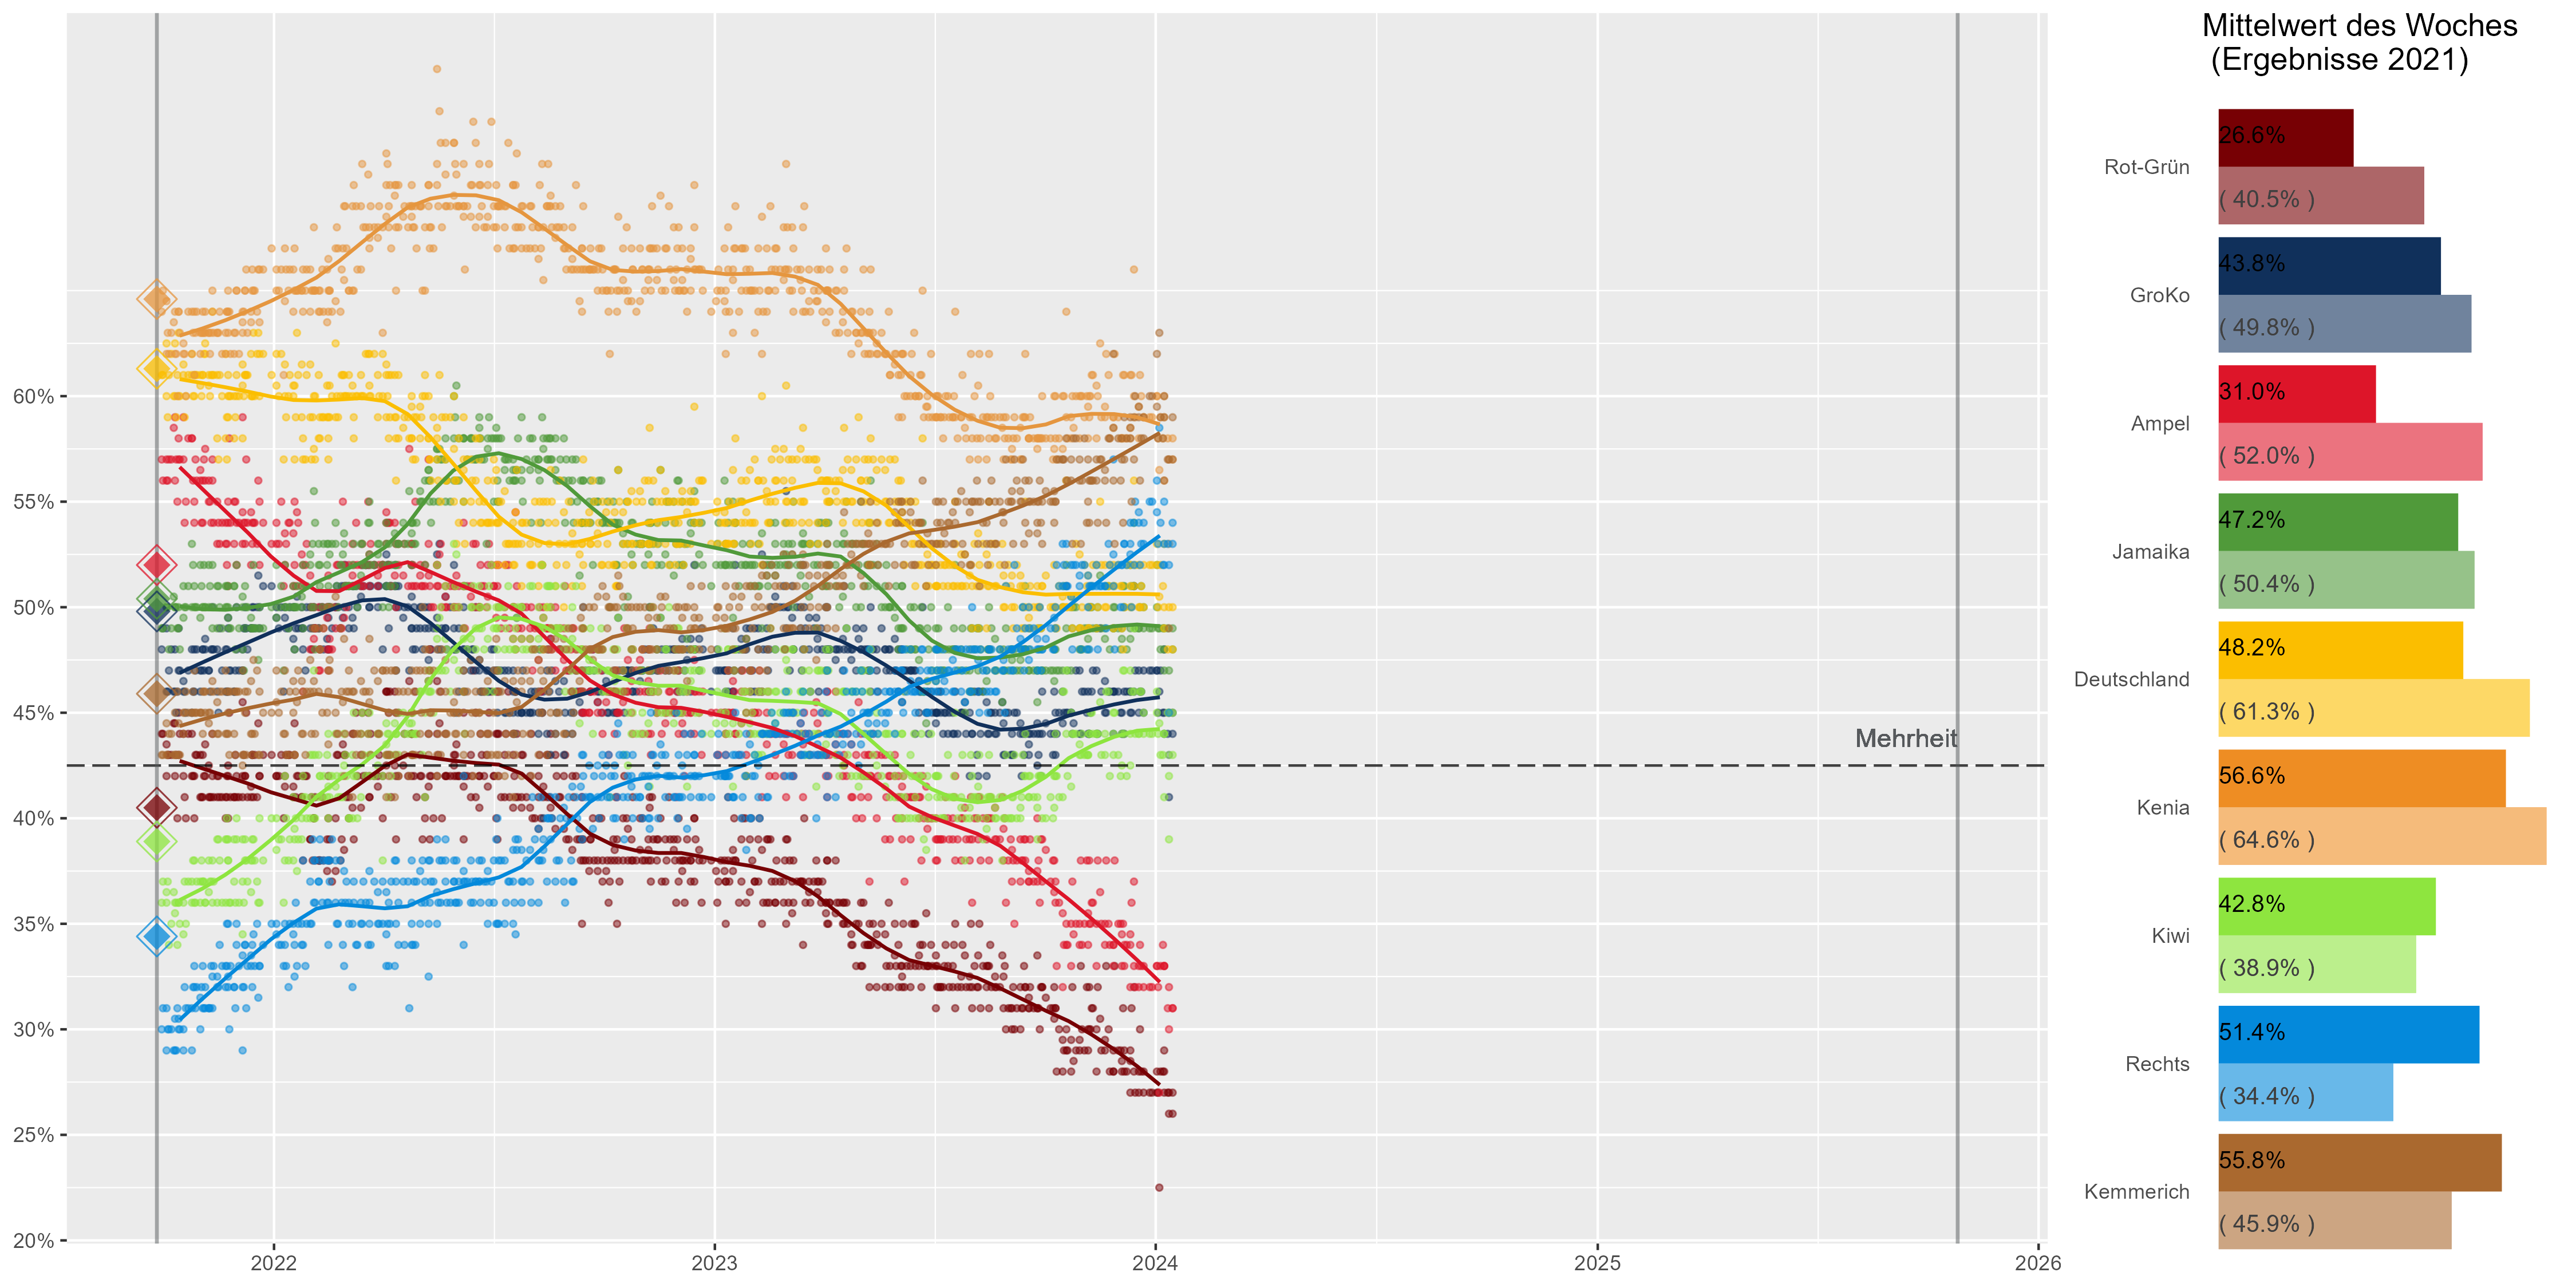 60%
55%
50%
45%
40%
35%
30%
25%
20%
2022
2023
2024
2025
2026
Mehrheit
Mittelwert des Woches
(Ergebnisse 2021)
Rot-Grün
26.6%
( 40.5% )
GroKo
43.8%
( 49.8% )
Ampel
31.0%
( 52.0% )
Jamaika
47.2%
( 50.4% )
Deutschland
48.2%
( 61.3% )
Kenia
56.6%
( 64.6% )
Kiwi
42.8%
( 38.9% )
Rechts
51.4%
( 34.4% )
Kemmerich
55.8%
( 45.9% )